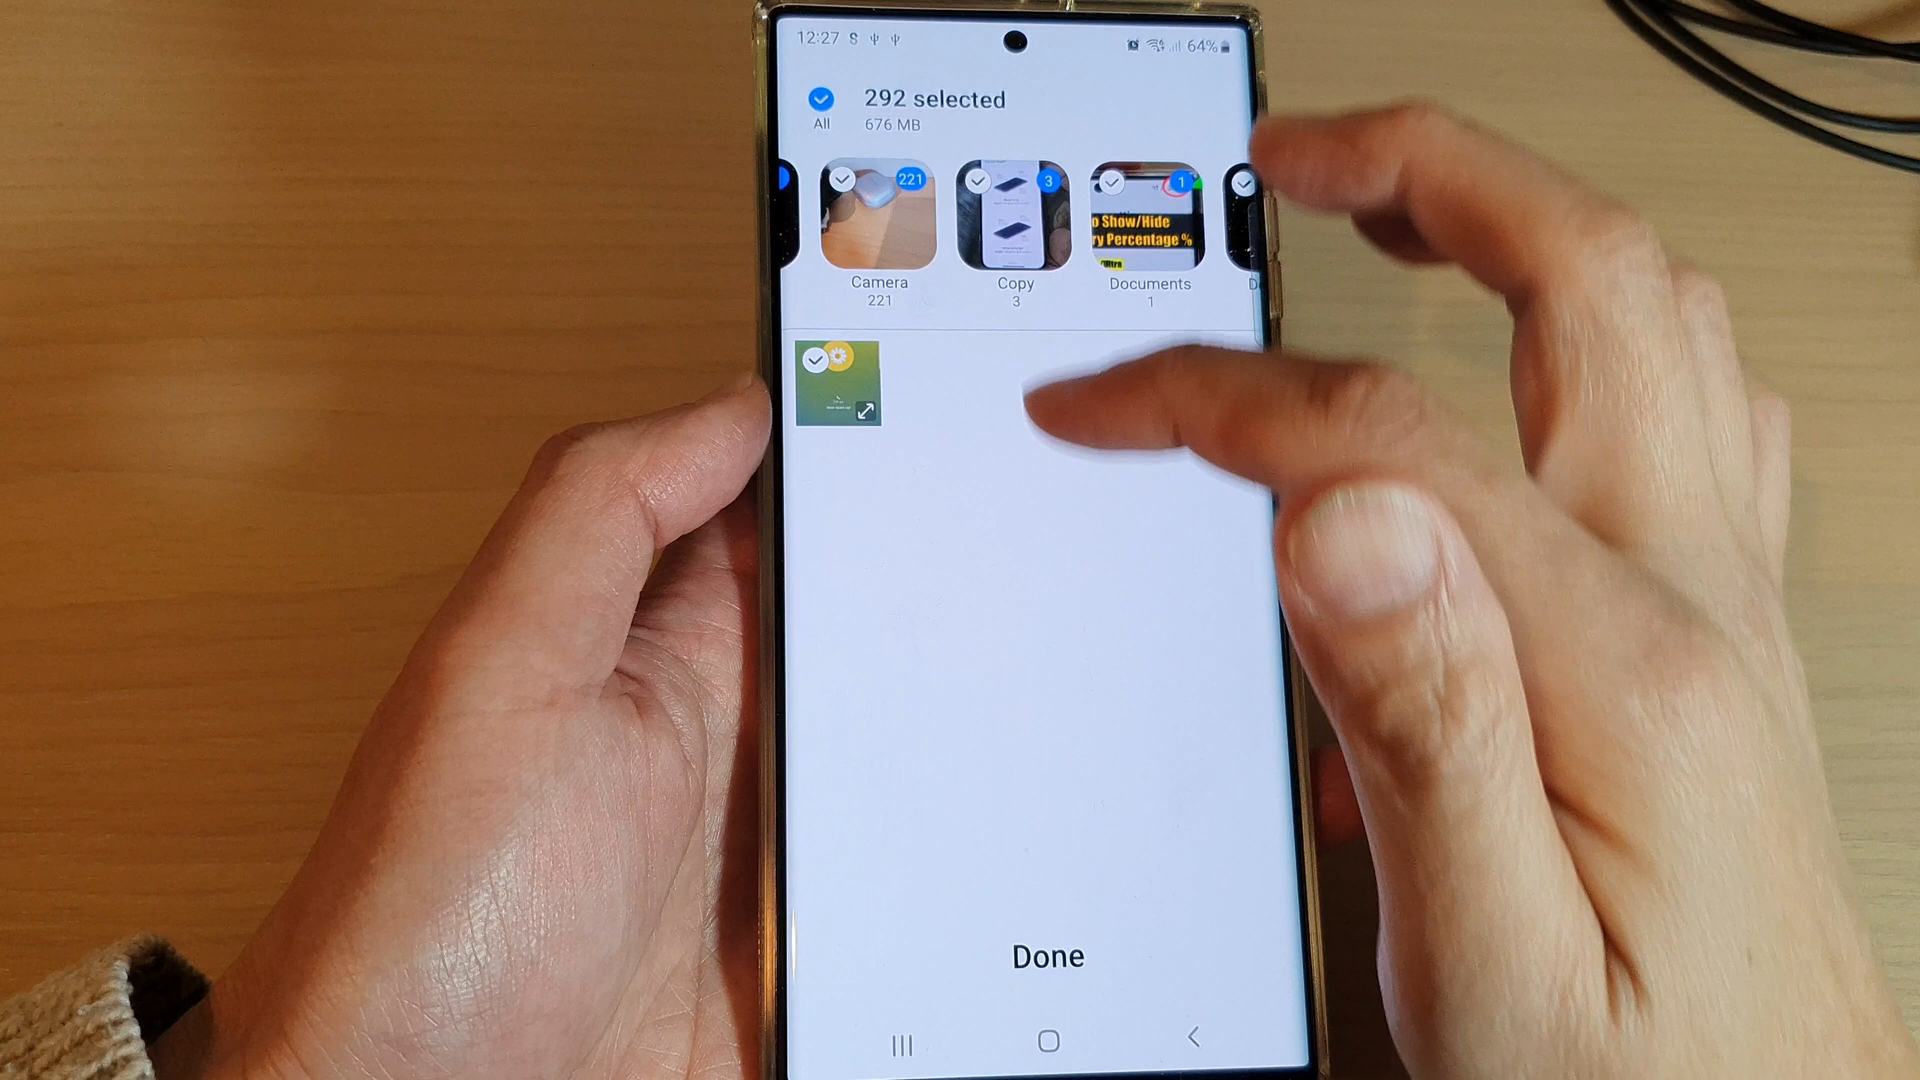 12:27 64%
292 selected
All 676 MB
221 3 1
o Show/Hide
ry Percentage %
Ultra
Camera Copy Documents
221 3 1
Done